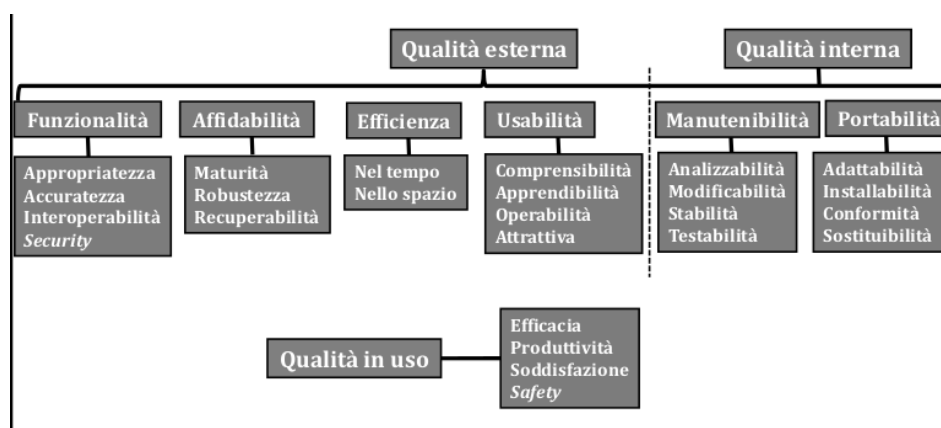 Qualità esterna
Qualità interna
Funzionalità
Affidabilità
Efficienza
Usabilità
Manutenibilità
Portabilità
Appropriatezza
Accuratezza
Interoperabilità
Security
Maturità
Robustezza
Recuperabilità
Nel tempo
Nello spazio
Comprensibilità
Apprendibilità
Operabilità
Attrattiva
Analizzabilità
Modificabilità
Stabilità
Testabilità
Adattabilità
Installabilità
Conformità
Sostituibilità
Qualità in uso
Efficacia
Produttività
Soddisfazione
Safety